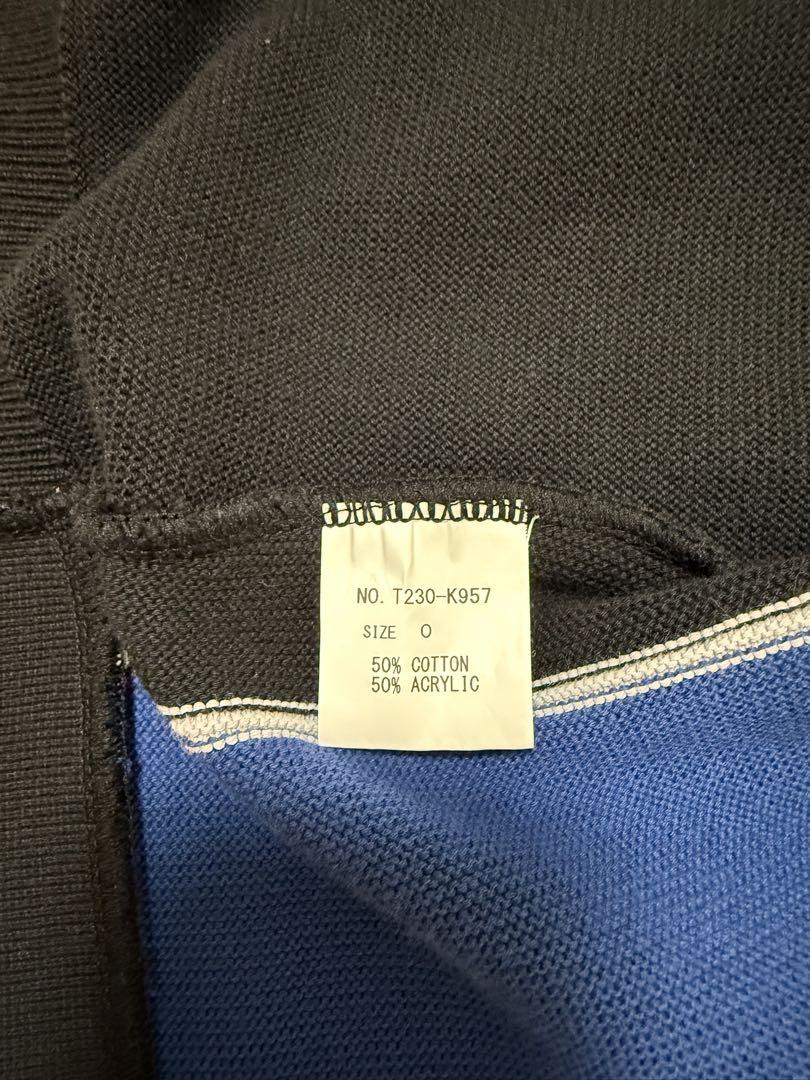 NO. T230-K957
SIZE O
50% COTTON
50% ACRYLIC